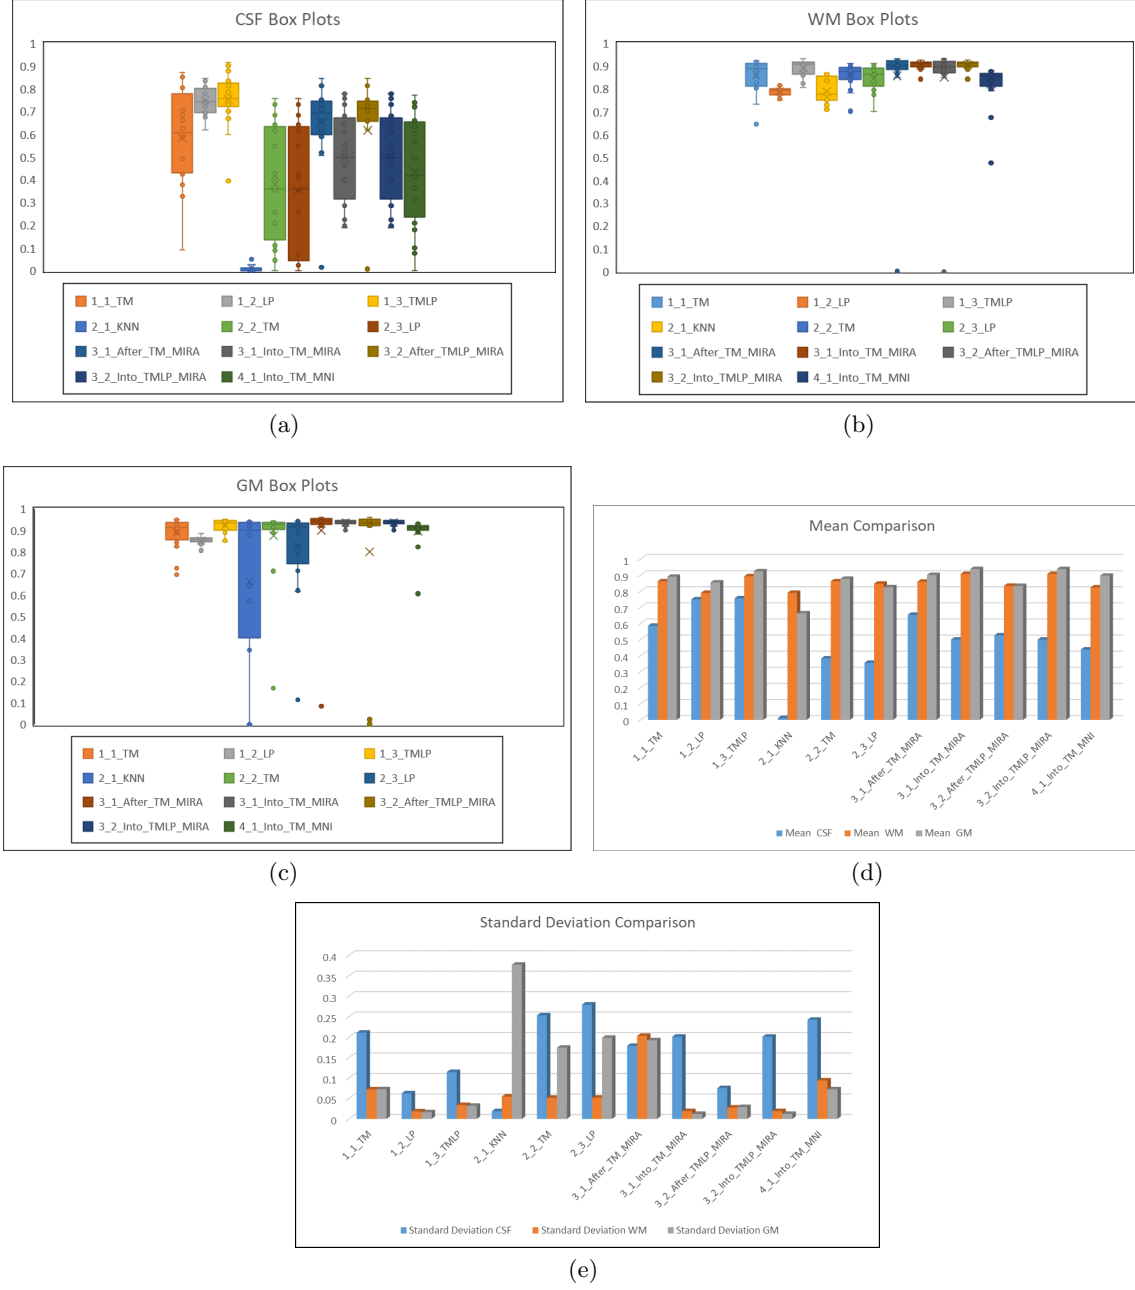 CSF Box Plots
1
0.9
0.8
0.7
0.6
0.5
0.4
0.3
0.2
0.1
0
1_1_TM 1_2_LP 1_3_TMLP
2_1_KNN 2_2_TM 2_3_LP
3_1_After_TM_MIRA 3_1_Into_TM_MIRA 3_2_After_TMLP_MIRA
3_2_Into_TMLP_MIRA 4_1_Into_TM_MNI
(a)
WM Box Plots
1
0.9
0.8
0.7
0.6
0.5
0.4
0.3
0.2
0.1
0
1_1_TM 1_2_LP 1_3_TMLP
2_1_KNN 2_2_TM 2_3_LP
3_1_After_TM_MIRA 3_1_Into_TM_MIRA 3_2_After_TMLP_MIRA
3_2_Into_TMLP_MIRA 4_1_Into_TM_MNI
(b)
GM Box Plots
1
0.9
0.8
0.7
0.6
0.5
0.4
0.3
0.2
0.1
0
1_1_TM 1_2_LP 1_3_TMLP
2_1_KNN 2_2_TM 2_3_LP
3_1_After_TM_MIRA 3_1_Into_TM_MIRA 3_2_After_TMLP_MIRA
3_2_Into_TMLP_MIRA 4_1_Into_TM_MNI
(c)
Mean Comparison
1
0.9
0.8
0.7
0.6
0.5
0.4
0.3
0.2
0.1
0
1_1_TM
1_2_LP
1_3_TMLP
2_1_KNN
2_2_TM
2_3_LP
3_1_After_TM_MIRA
3_1_Into_TM_MIRA
3_2_After_TMLP_MIRA
3_2_Into_TMLP_MIRA
4_1_Into_TM_MNI
Mean CSF Mean WM Mean GM
(d)
Standard Deviation Comparison
0.4
0.35
0.3
0.25
0.2
0.15
0.1
0.05
0
1_1_TM
1_2_LP
1_3_TMLP
2_1_KNN
2_2_TM
2_3_LP
3_1_After_TM_MIRA
3_1_Into_TM_MIRA
3_2_After_TMLP_MIRA
3_2_Into_TMLP_MIRA
4_1_Into_TM_MNI
Standard Deviation CSF Standard Deviation WM Standard Deviation GM
(e)